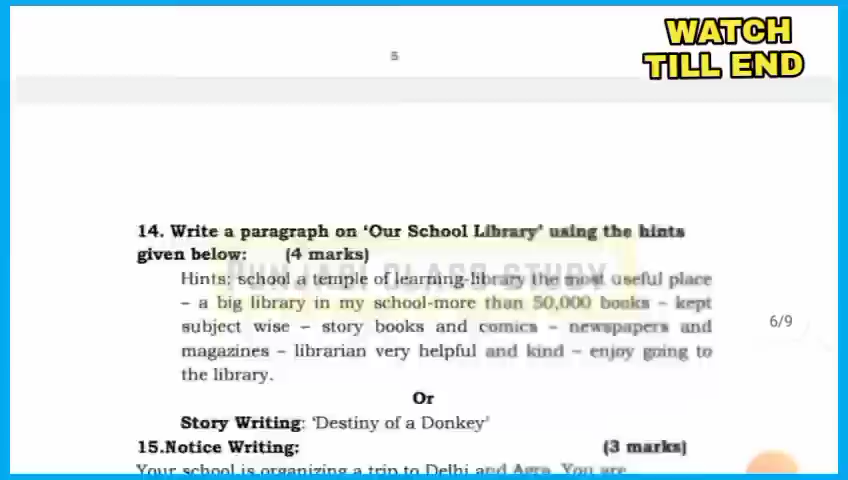 WATCH
TILL END
5
14. Write a paragraph on ‘Our School Library’ using the hints
given below: (4 marks)
PUNJABI CLASS STUDY
Hints: school a temple of learning-library the most useful place
– a big library in my school-more than 50,000 books – kept
subject wise – story books and comics – newspapers and
magazines – librarian very helpful and kind – enjoy going to
the library.
6/9
Or
Story Writing: ‘Destiny of a Donkey’
15.Notice Writing: (3 marks)
Your school is organizing a trip to Delhi and Agra. You are